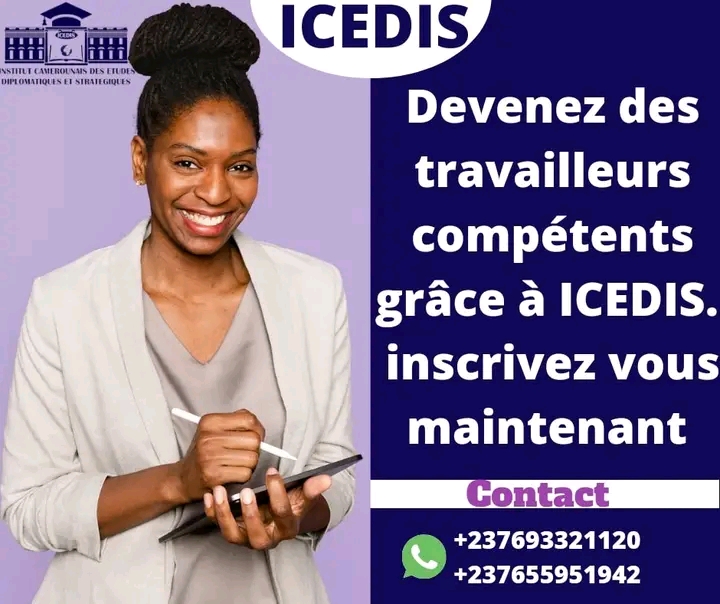 ICEDIS
INSTITUT CAMEROUNAIS DES ETUDES
DIPLOMATIQUES ET STRATEGIQUES
ICEDIS
Devenez des
travailleurs
compétents
grâce à ICEDIS.
inscrivez vous
maintenant
Contact
+237693321120
+237655951942